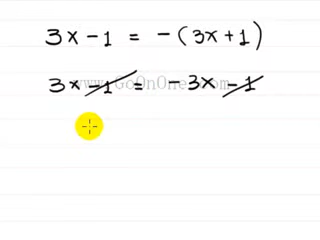 3x - 1 = - (3x + 1)
3x - 1 = - 3x - 1